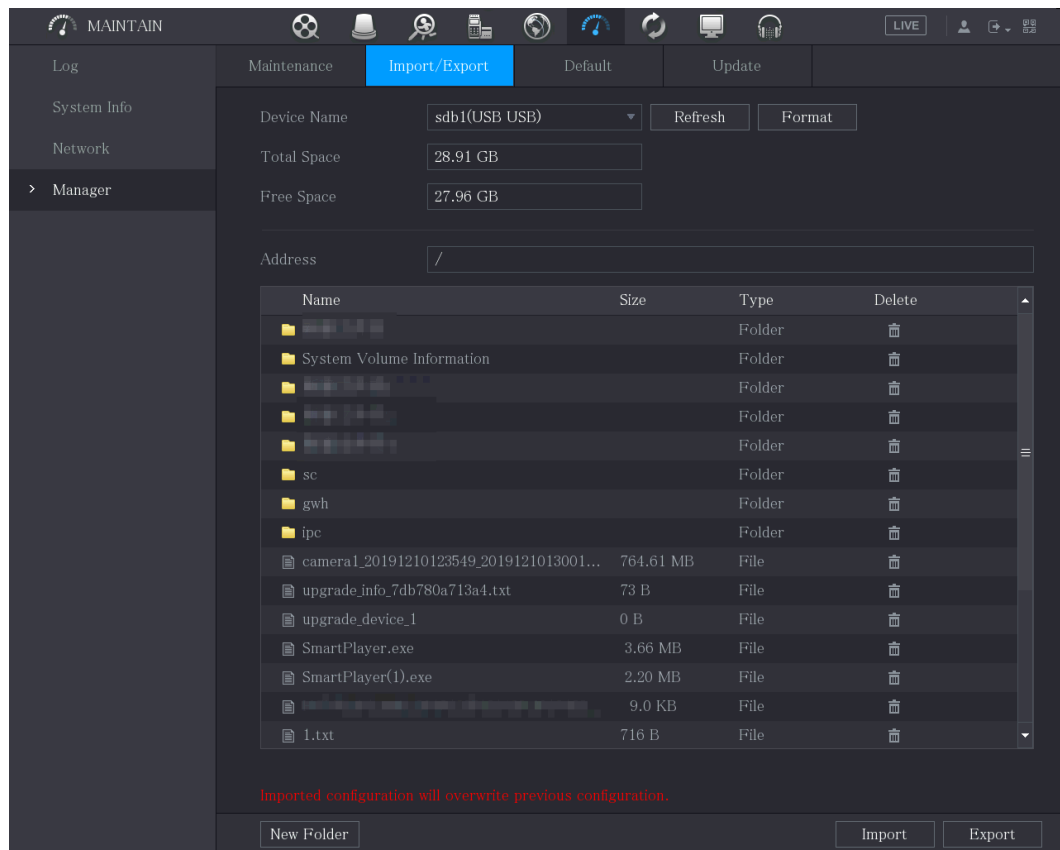 MAINTAIN LIVE
Log
System Info
Network
Manager
Maintenance Import/Export Default Update
Device Name sdb1(USB USB) Refresh Format
Total Space 28.91 GB
Free Space 27.96 GB
Address /
Name Size Type Delete
Folder
System Volume Information Folder
Folder
Folder
Folder
sc Folder
gwh Folder
ipc Folder
camera1_20191210123549_2019121013001... 764.61 MB File
upgrade_info_7db780a713a4.txt 73 B File
upgrade_device_1 0 B File
SmartPlayer.exe 3.66 MB File
SmartPlayer(1).exe 2.20 MB File
9.0 KB File
1.txt 716 B File
Imported configuration will overwrite previous configuration.
New Folder Import Export